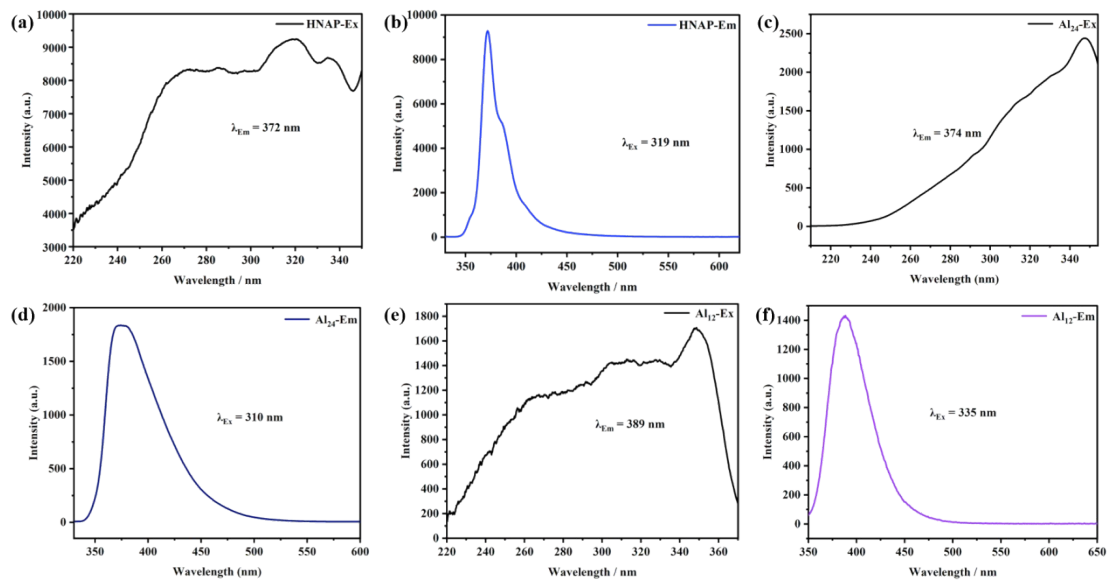 (a)
HNAP-Ex
10000
9000
8000
7000
6000
5000
4000
3000
Intensity (a.u.)
λEm = 372 nm
220 240 260 280 300 320 340
Wavelength / nm
(b)
HNAP-Em
10000
8000
6000
4000
2000
0
Intensity (a.u.)
λEx = 319 nm
350 400 450 500 550 600
Wavelength / nm
(c)
Al24-Ex
2500
2000
1500
1000
500
0
Intensity (a.u.)
λEm = 374 nm
220 240 260 280 300 320 340
Wavelength (nm)
(d)
Al24-Em
2000
1500
1000
500
0
Intensity (a.u.)
λEx = 310 nm
350 400 450 500 550 600
Wavelength (nm)
(e)
Al12-Ex
1800
1600
1400
1200
1000
800
600
400
200
0
Intensity (a.u.)
λEm = 389 nm
220 240 260 280 300 320 340 360
Wavelength / nm
(f)
Al12-Em
1400
1200
1000
800
600
400
200
0
Intensity (a.u.)
λEx = 335 nm
350 400 450 500 550 600 650
Wavelength / nm